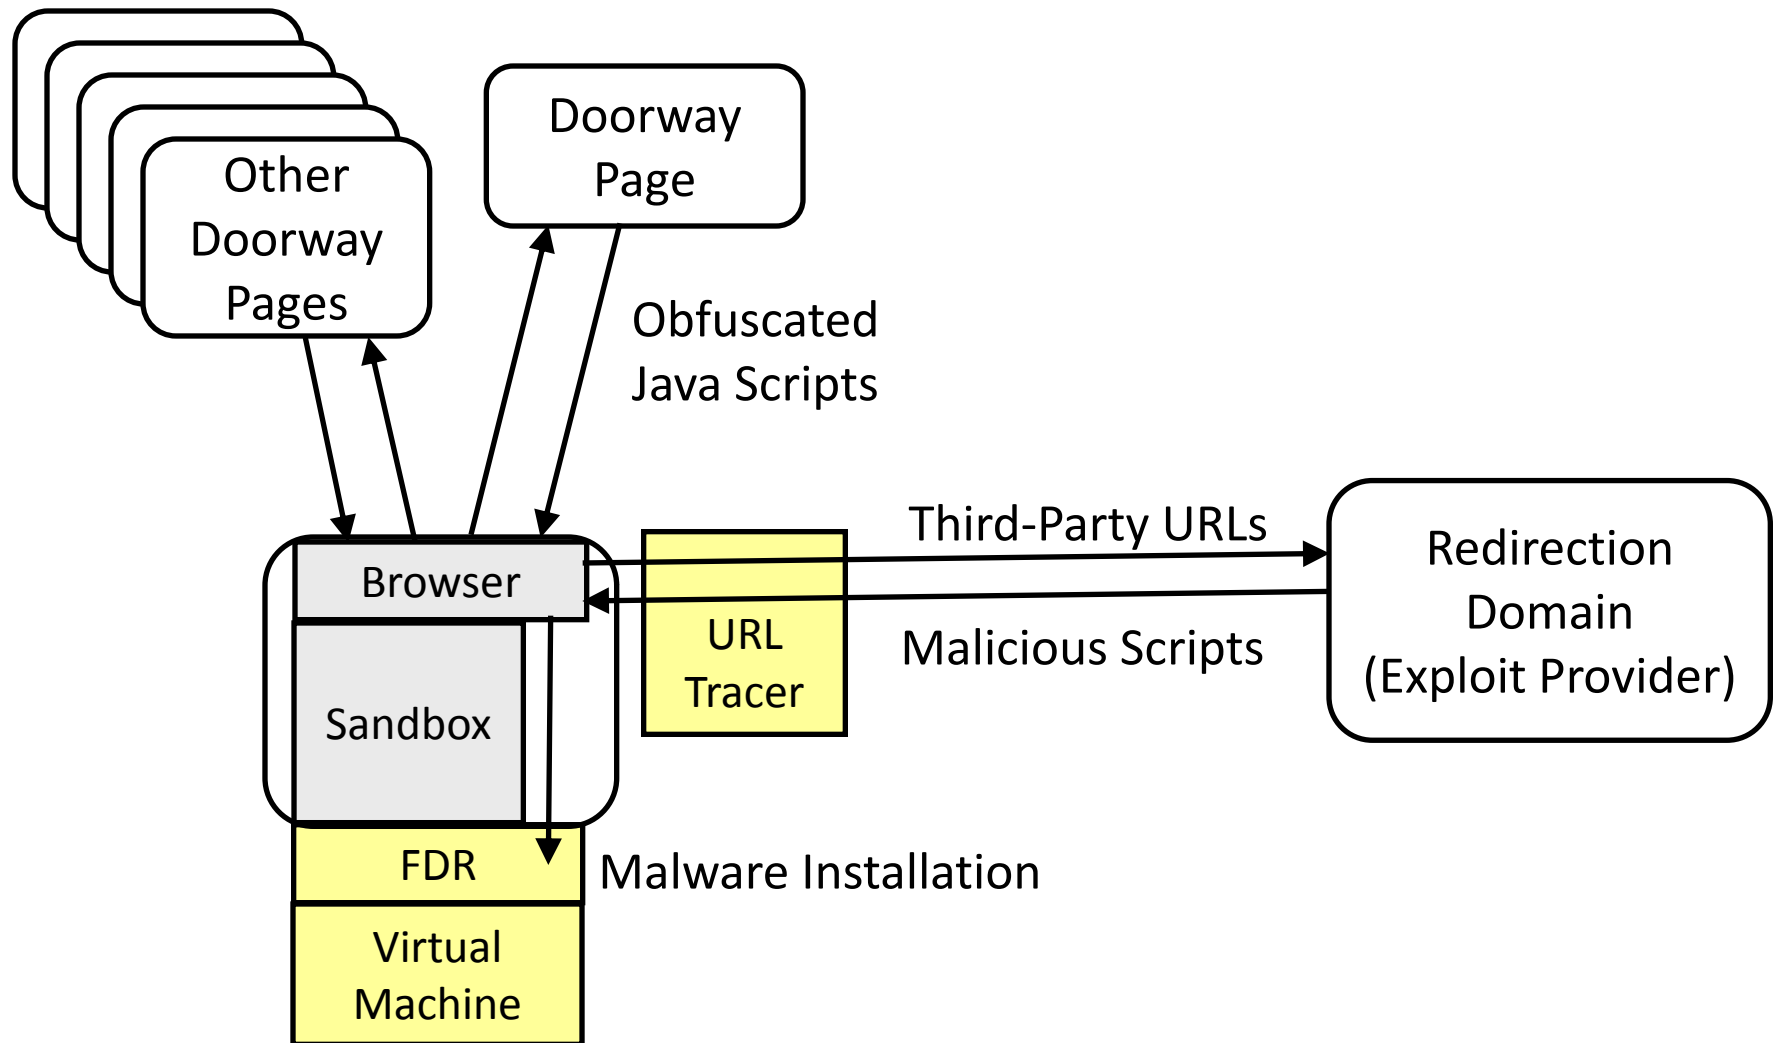 Other
Doorway
Pages
Doorway
Page
Obfuscated
Java Scripts
Third-Party URLs
Browser
URL
Tracer
Malicious Scripts
Redirection
Domain
(Exploit Provider)
Sandbox
FDR
Malware Installation
Virtual
Machine